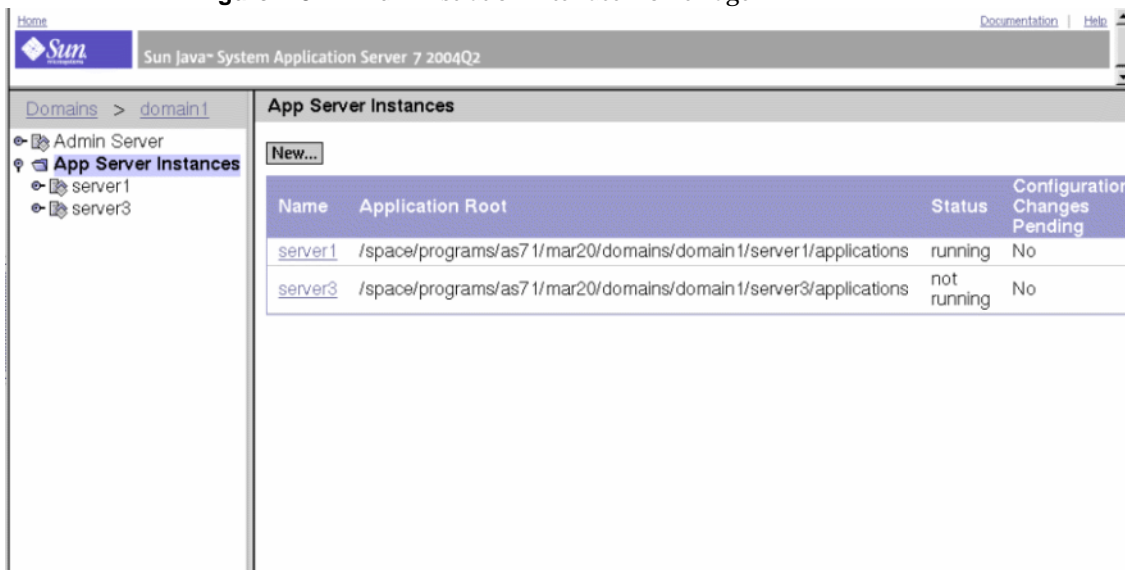 Home
Documentation | Help
Sun
microsystems
Sun Java™ System Application Server 7 2004Q2
Domains > domain1
Admin Server
App Server Instances
server1
server3
App Server Instances
New...
Name Application Root Status Configuration Changes Pending
server1 /space/programs/as71/mar20/domains/domain1/server1/applications running No
server3 /space/programs/as71/mar20/domains/domain1/server3/applications not running No